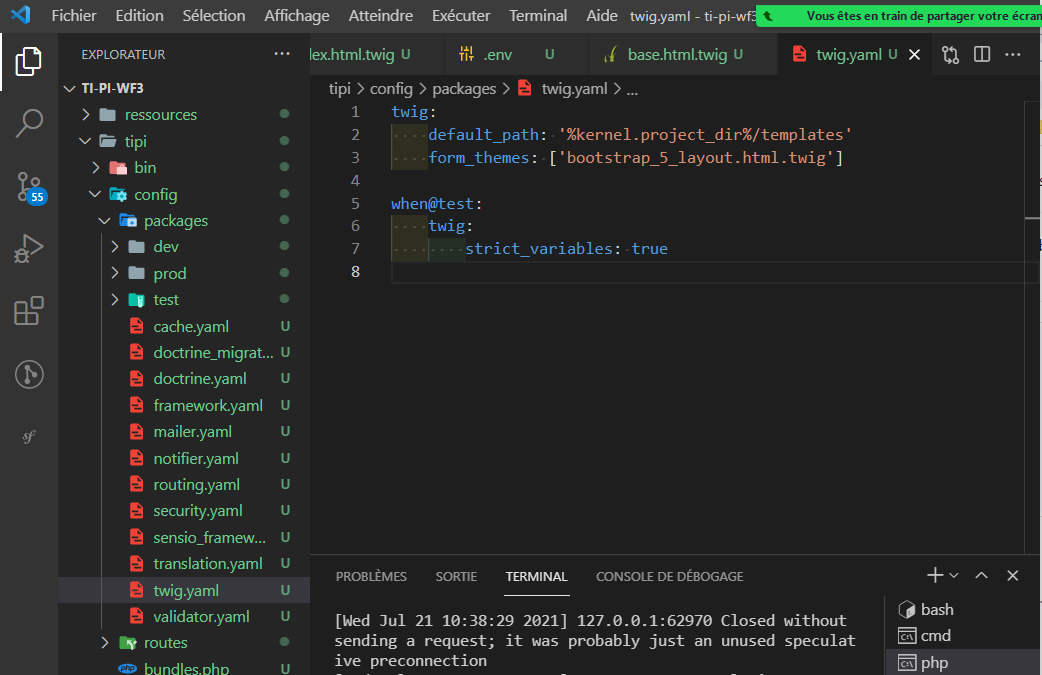 Fichier Edition Sélection Affichage Atteindre Exécuter Terminal Aide twig.yaml - ti-pi-wf3 Vous êtes en train de partager votre écran
EXPLORATEUR ...
lex.html.twig U .env U base.html.twig U twig.yaml U
tipi > config > packages > twig.yaml > ...
TI-PI-WF3
ressources
tipi
bin
config
packages
dev
prod
test
cache.yaml U
doctrine_migrat... U
doctrine.yaml U
framework.yaml U
mailer.yaml U
notifier.yaml U
routing.yaml U
security.yaml U
sensio_framew... U
translation.yaml U
twig.yaml U
validator.yaml U
routes
php bundles.php U
55
sf
1 twig:
2 default_path: '%kernel.project_dir%/templates'
3 form_themes: ['bootstrap_5_layout.html.twig']
4
5 when@test:
6 twig:
7 strict_variables: true
8
PROBLÈMES SORTIE TERMINAL CONSOLE DE DÉBOGAGE
[Wed Jul 21 10:38:29 2021] 127.0.0.1:62970 Closed without
sending a request; it was probably just an unused speculat
ive preconnection
bash
cmd
php